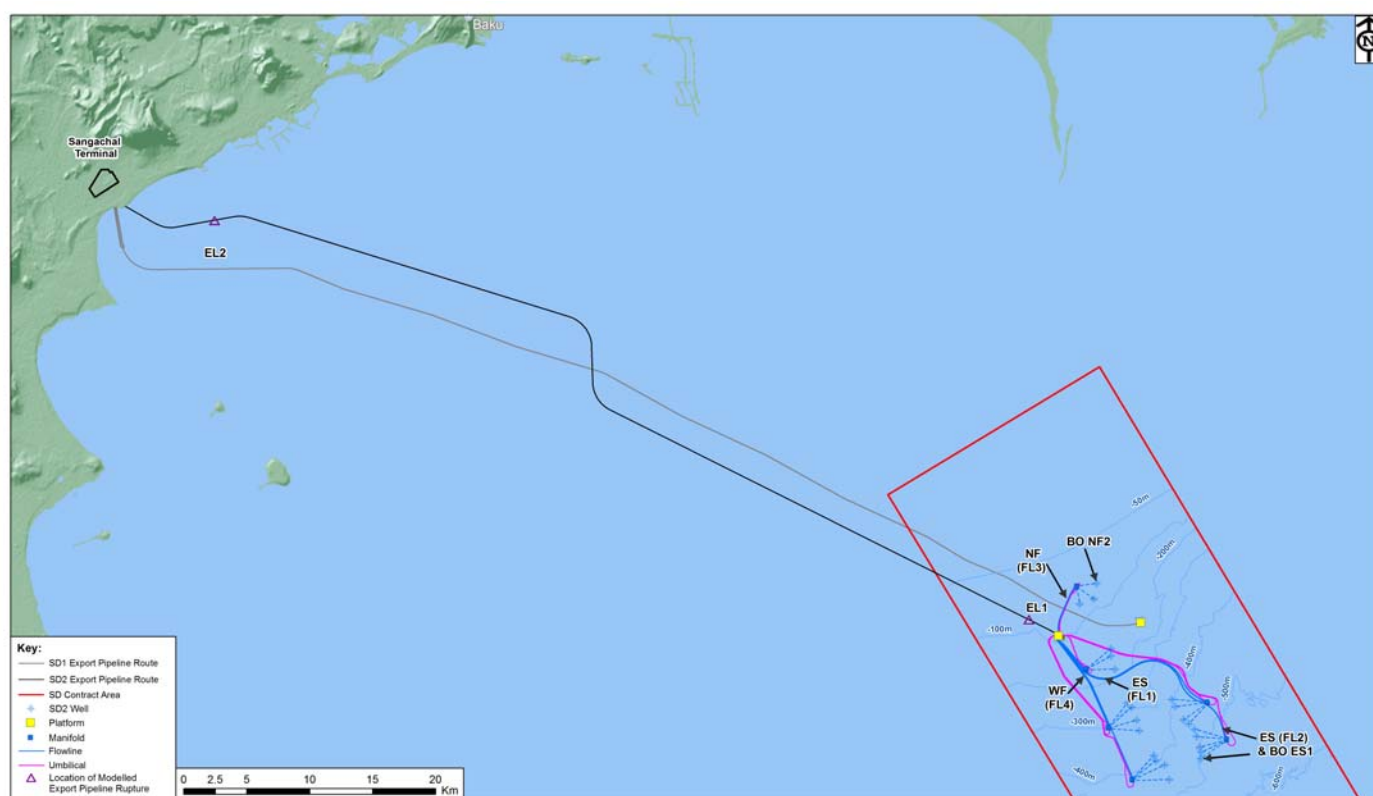 Baku
N
Sangachal
Terminal
EL2
-50m
-200m
BO NF2
NF
(FL3)
EL1
-100m
-400m
ES
(FL1)
WF
(FL4)
-500m
-300m
ES (FL2)
& BO ES1
-400m
-600m
Key:
SD1 Export Pipeline Route
SD2 Export Pipeline Route
SD Contract Area
SD2 Well
Platform
Manifold
Flowline
Umbilical
Location of Modelled
Export Pipeline Rupture
0 2.5 5 10 15 20
Km